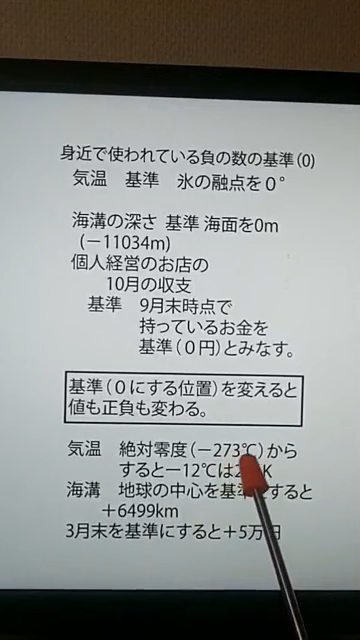 身近で使われている負の数の基準(0)
気温 基準 氷の融点を0°
海溝の深さ 基準 海面を0m
(−11034m)
個人経営のお店の
10月の収支
基準 9月末時点で
持っているお金を
基準(0円)とみなす。
基準(0にする位置)を変えると
値も正負も変わる。
気温 絶対零度(−273℃)から
すると−12℃は2 K
海溝 地球の中心を基準にすると
+6499km
3月末を基準にすると+5万円